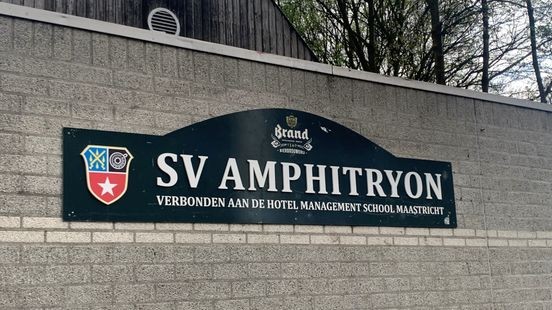 Brand
SV AMPHITRYON
VERBONDEN AAN DE HOTEL MANAGEMENT SCHOOL MAASTRICHT